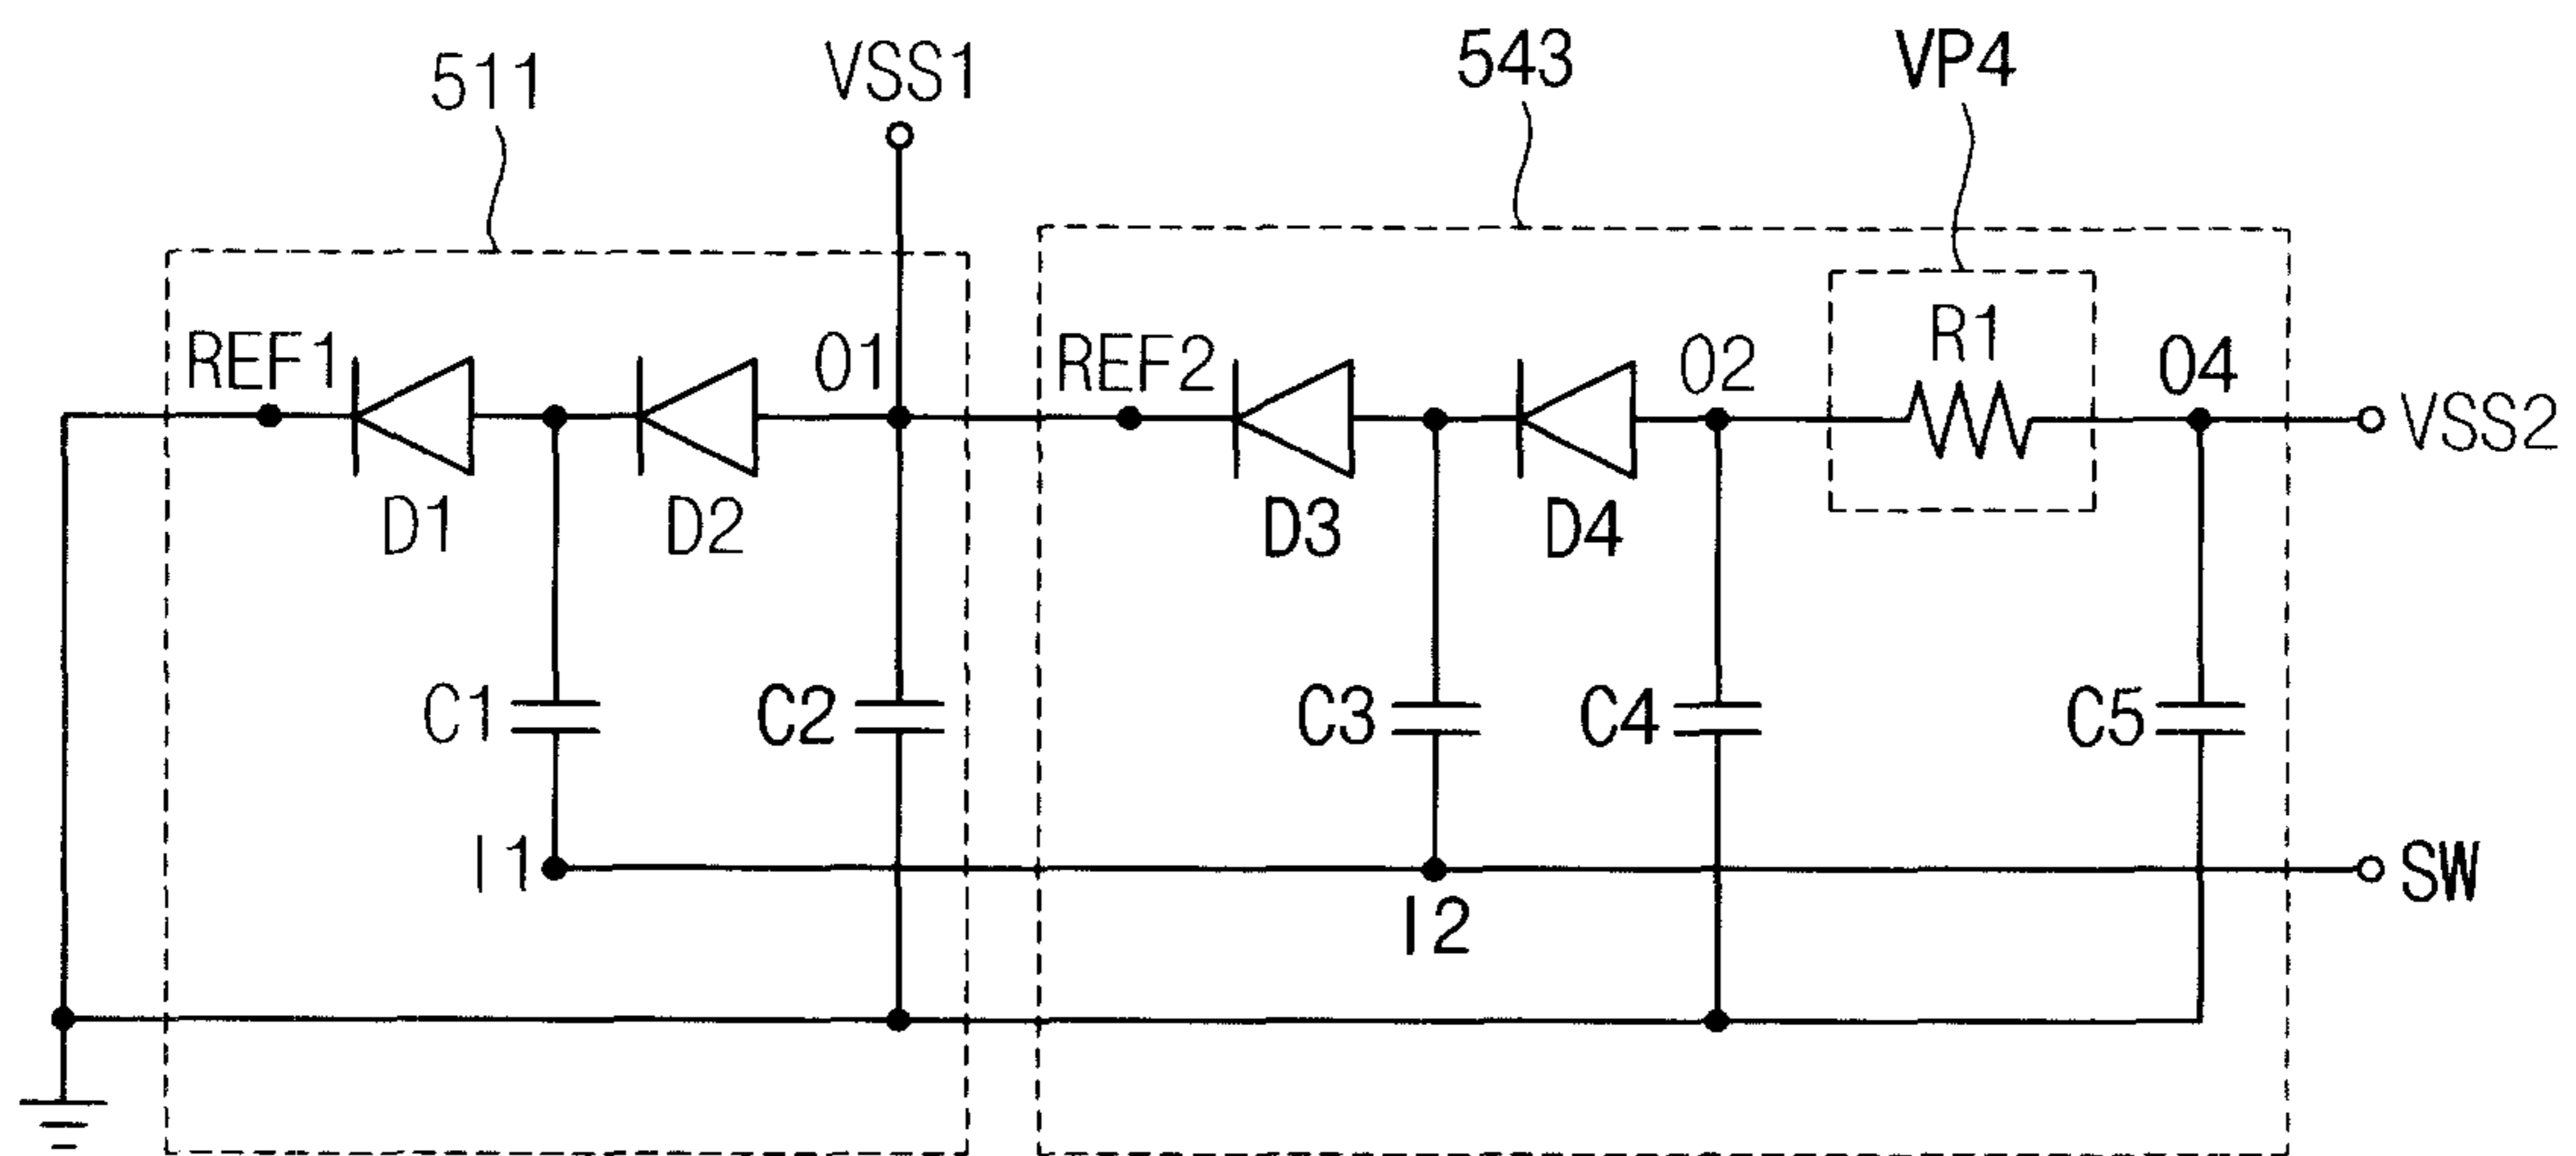 511
VSS1
543
VP4
REF1
O1
REF2
O2
R1
O4
VSS2
D1
D2
D3
D4
C1
C2
C3
C4
C5
I1
I2
SW